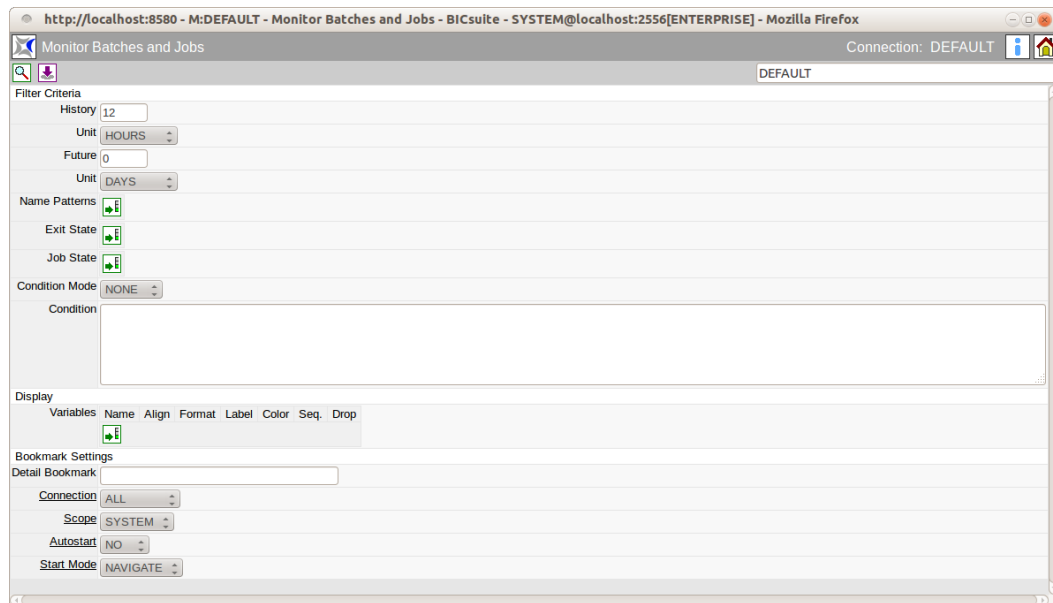 http://localhost:8580 - M:DEFAULT - Monitor Batches and Jobs - BICsuite - SYSTEM@localhost:2556[ENTERPRISE] - Mozilla Firefox
Monitor Batches and Jobs Connection: DEFAULT
DEFAULT
Filter Criteria
History 12
Unit HOURS
Future 0
Unit DAYS
Name Patterns
Exit State
Job State
Condition Mode NONE
Condition
Display
Variables Name Align Format Label Color Seq. Drop
Bookmark Settings
Detail Bookmark
Connection ALL
Scope SYSTEM
Autostart NO
Start Mode NAVIGATE